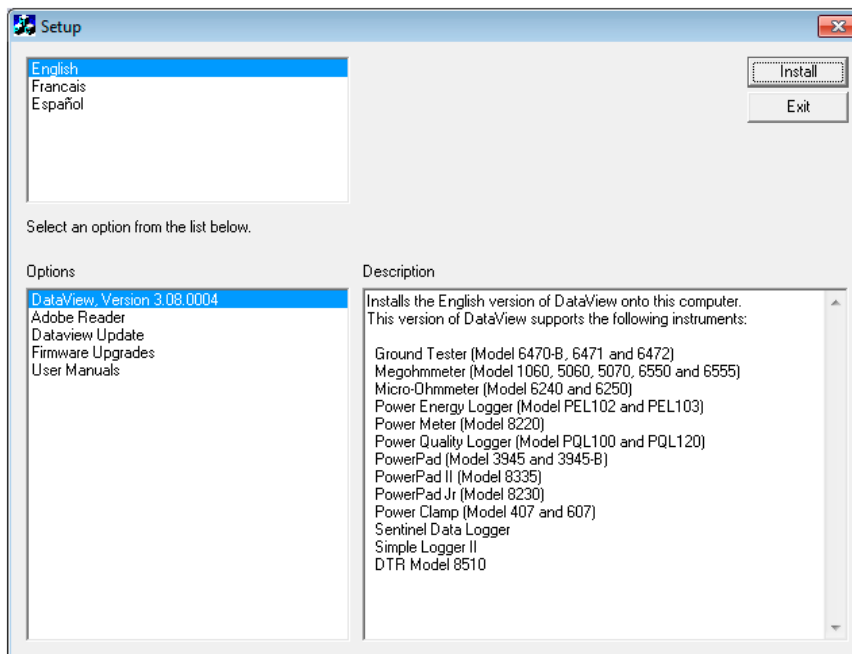 Setup
English
Francais
Español
Install
Exit
Select an option from the list below.
Options
DataView, Version 3.08.0004
Adobe Reader
Dataview Update
Firmware Upgrades
User Manuals
Description
Installs the English version of DataView onto this computer.
This version of DataView supports the following instruments:
Ground Tester (Model 6470-B, 6471 and 6472)
Megohmmeter (Model 1060, 5060, 5070, 6550 and 6555)
Micro-Ohmmeter (Model 6240 and 6250)
Power Energy Logger (Model PEL102 and PEL103)
Power Meter (Model 8220)
Power Quality Logger (Model PQL100 and PQL120)
PowerPad (Model 3945 and 3945-B)
PowerPad II (Model 8335)
PowerPad Jr (Model 8230)
Power Clamp (Model 407 and 607)
Sentinel Data Logger
Simple Logger II
DTR Model 8510